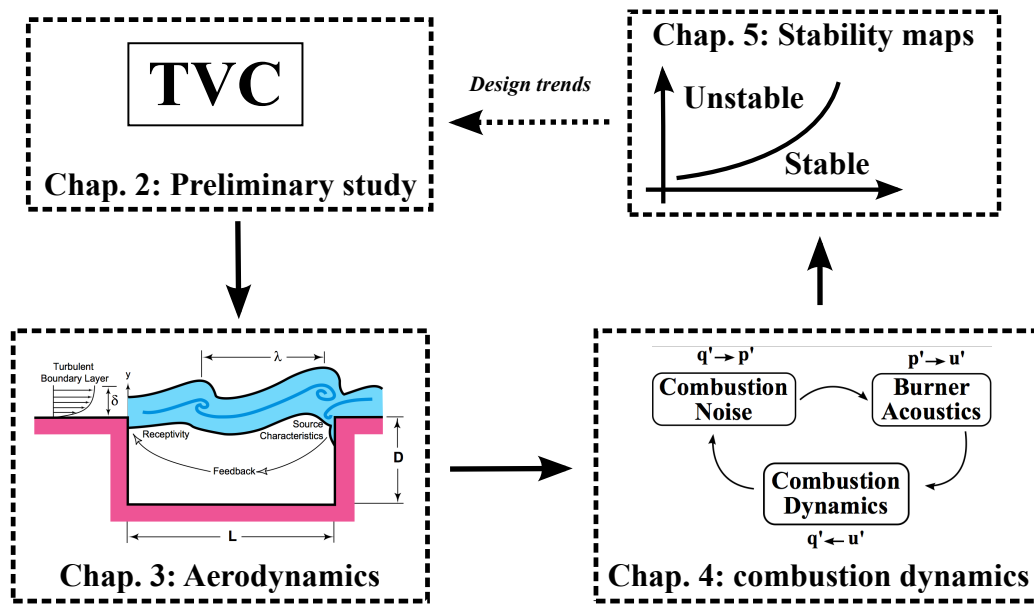 TVC
Chap. 2: Preliminary study
Design trends
Chap. 5: Stability maps
Unstable
Stable
Turbulent
Boundary Layer
δ
y
λ
Receptivity
Source
Characteristics
Feedback
D
L
Chap. 3: Aerodynamics
q'→ p'
Combustion
Noise
p'→ u'
Burner
Acoustics
Combustion
Dynamics
q'← u'
Chap. 4: combustion dynamics